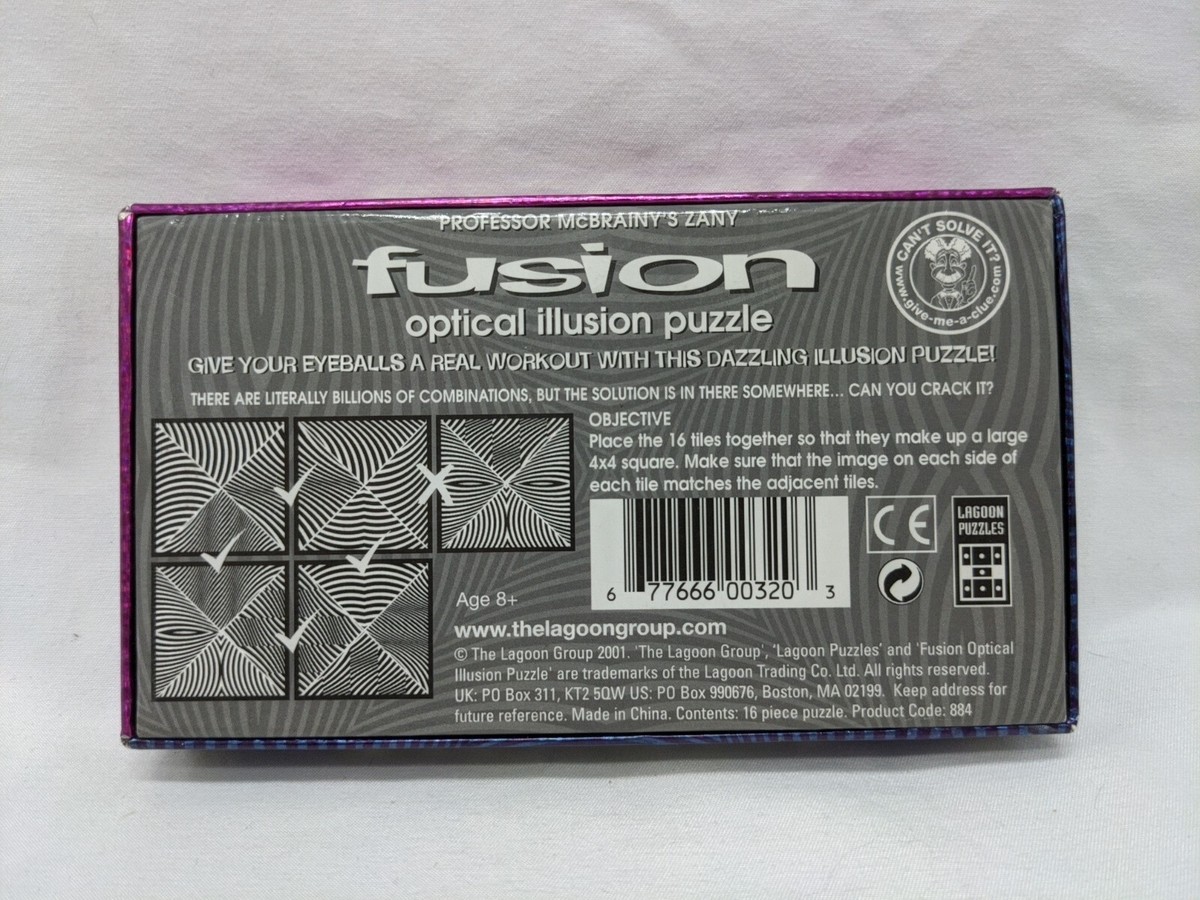 PROFESSOR McBRAINY'S ZANY
fusion
optical illusion puzzle
CAN'T SOLVE IT?
www.give-me-a-clue.com
GIVE YOUR EYEBALLS A REAL WORKOUT WITH THIS DAZZLING ILLUSION PUZZLE!
THERE ARE LITERALLY BILLIONS OF COMBINATIONS, BUT THE SOLUTION IS IN THERE SOMEWHERE... CAN YOU CRACK IT?
OBJECTIVE
Place the 16 tiles together so that they make up a large
4x4 square. Make sure that the image on each side of
each tile matches the adjacent tiles.
6 77666 00320 3
CE
LAGOON
PUZZLES
Age 8+
www.thelagoongroup.com
© The Lagoon Group 2001. 'The Lagoon Group', 'Lagoon Puzzles' and 'Fusion Optical
Illusion Puzzle' are trademarks of the Lagoon Trading Co. Ltd. All rights reserved.
UK: PO Box 311, KT2 5QW US: PO Box 990676, Boston, MA 02199. Keep address for
future reference. Made in China. Contents: 16 piece puzzle. Product Code: 884